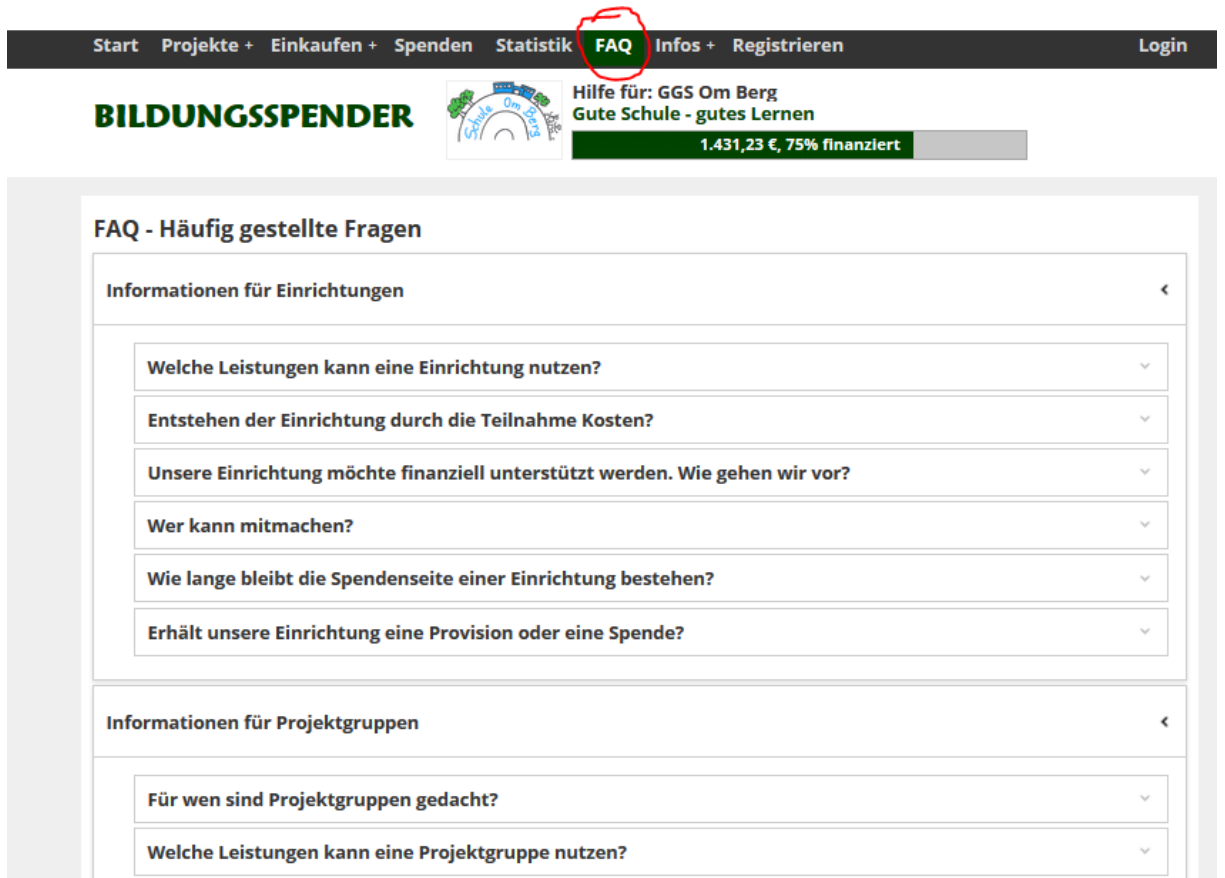 Start Projekte + Einkaufen + Spenden Statistik FAQ Infos + Registrieren Login
BILDUNGSSPENDER
Schule Om Berg
Hilfe für: GGS Om Berg
Gute Schule - gutes Lernen
1.431,23 €, 75% finanziert
FAQ - Häufig gestellte Fragen
Informationen für Einrichtungen
Welche Leistungen kann eine Einrichtung nutzen?
Entstehen der Einrichtung durch die Teilnahme Kosten?
Unsere Einrichtung möchte finanziell unterstützt werden. Wie gehen wir vor?
Wer kann mitmachen?
Wie lange bleibt die Spendenseite einer Einrichtung bestehen?
Erhält unsere Einrichtung eine Provision oder eine Spende?
Informationen für Projektgruppen
Für wen sind Projektgruppen gedacht?
Welche Leistungen kann eine Projektgruppe nutzen?